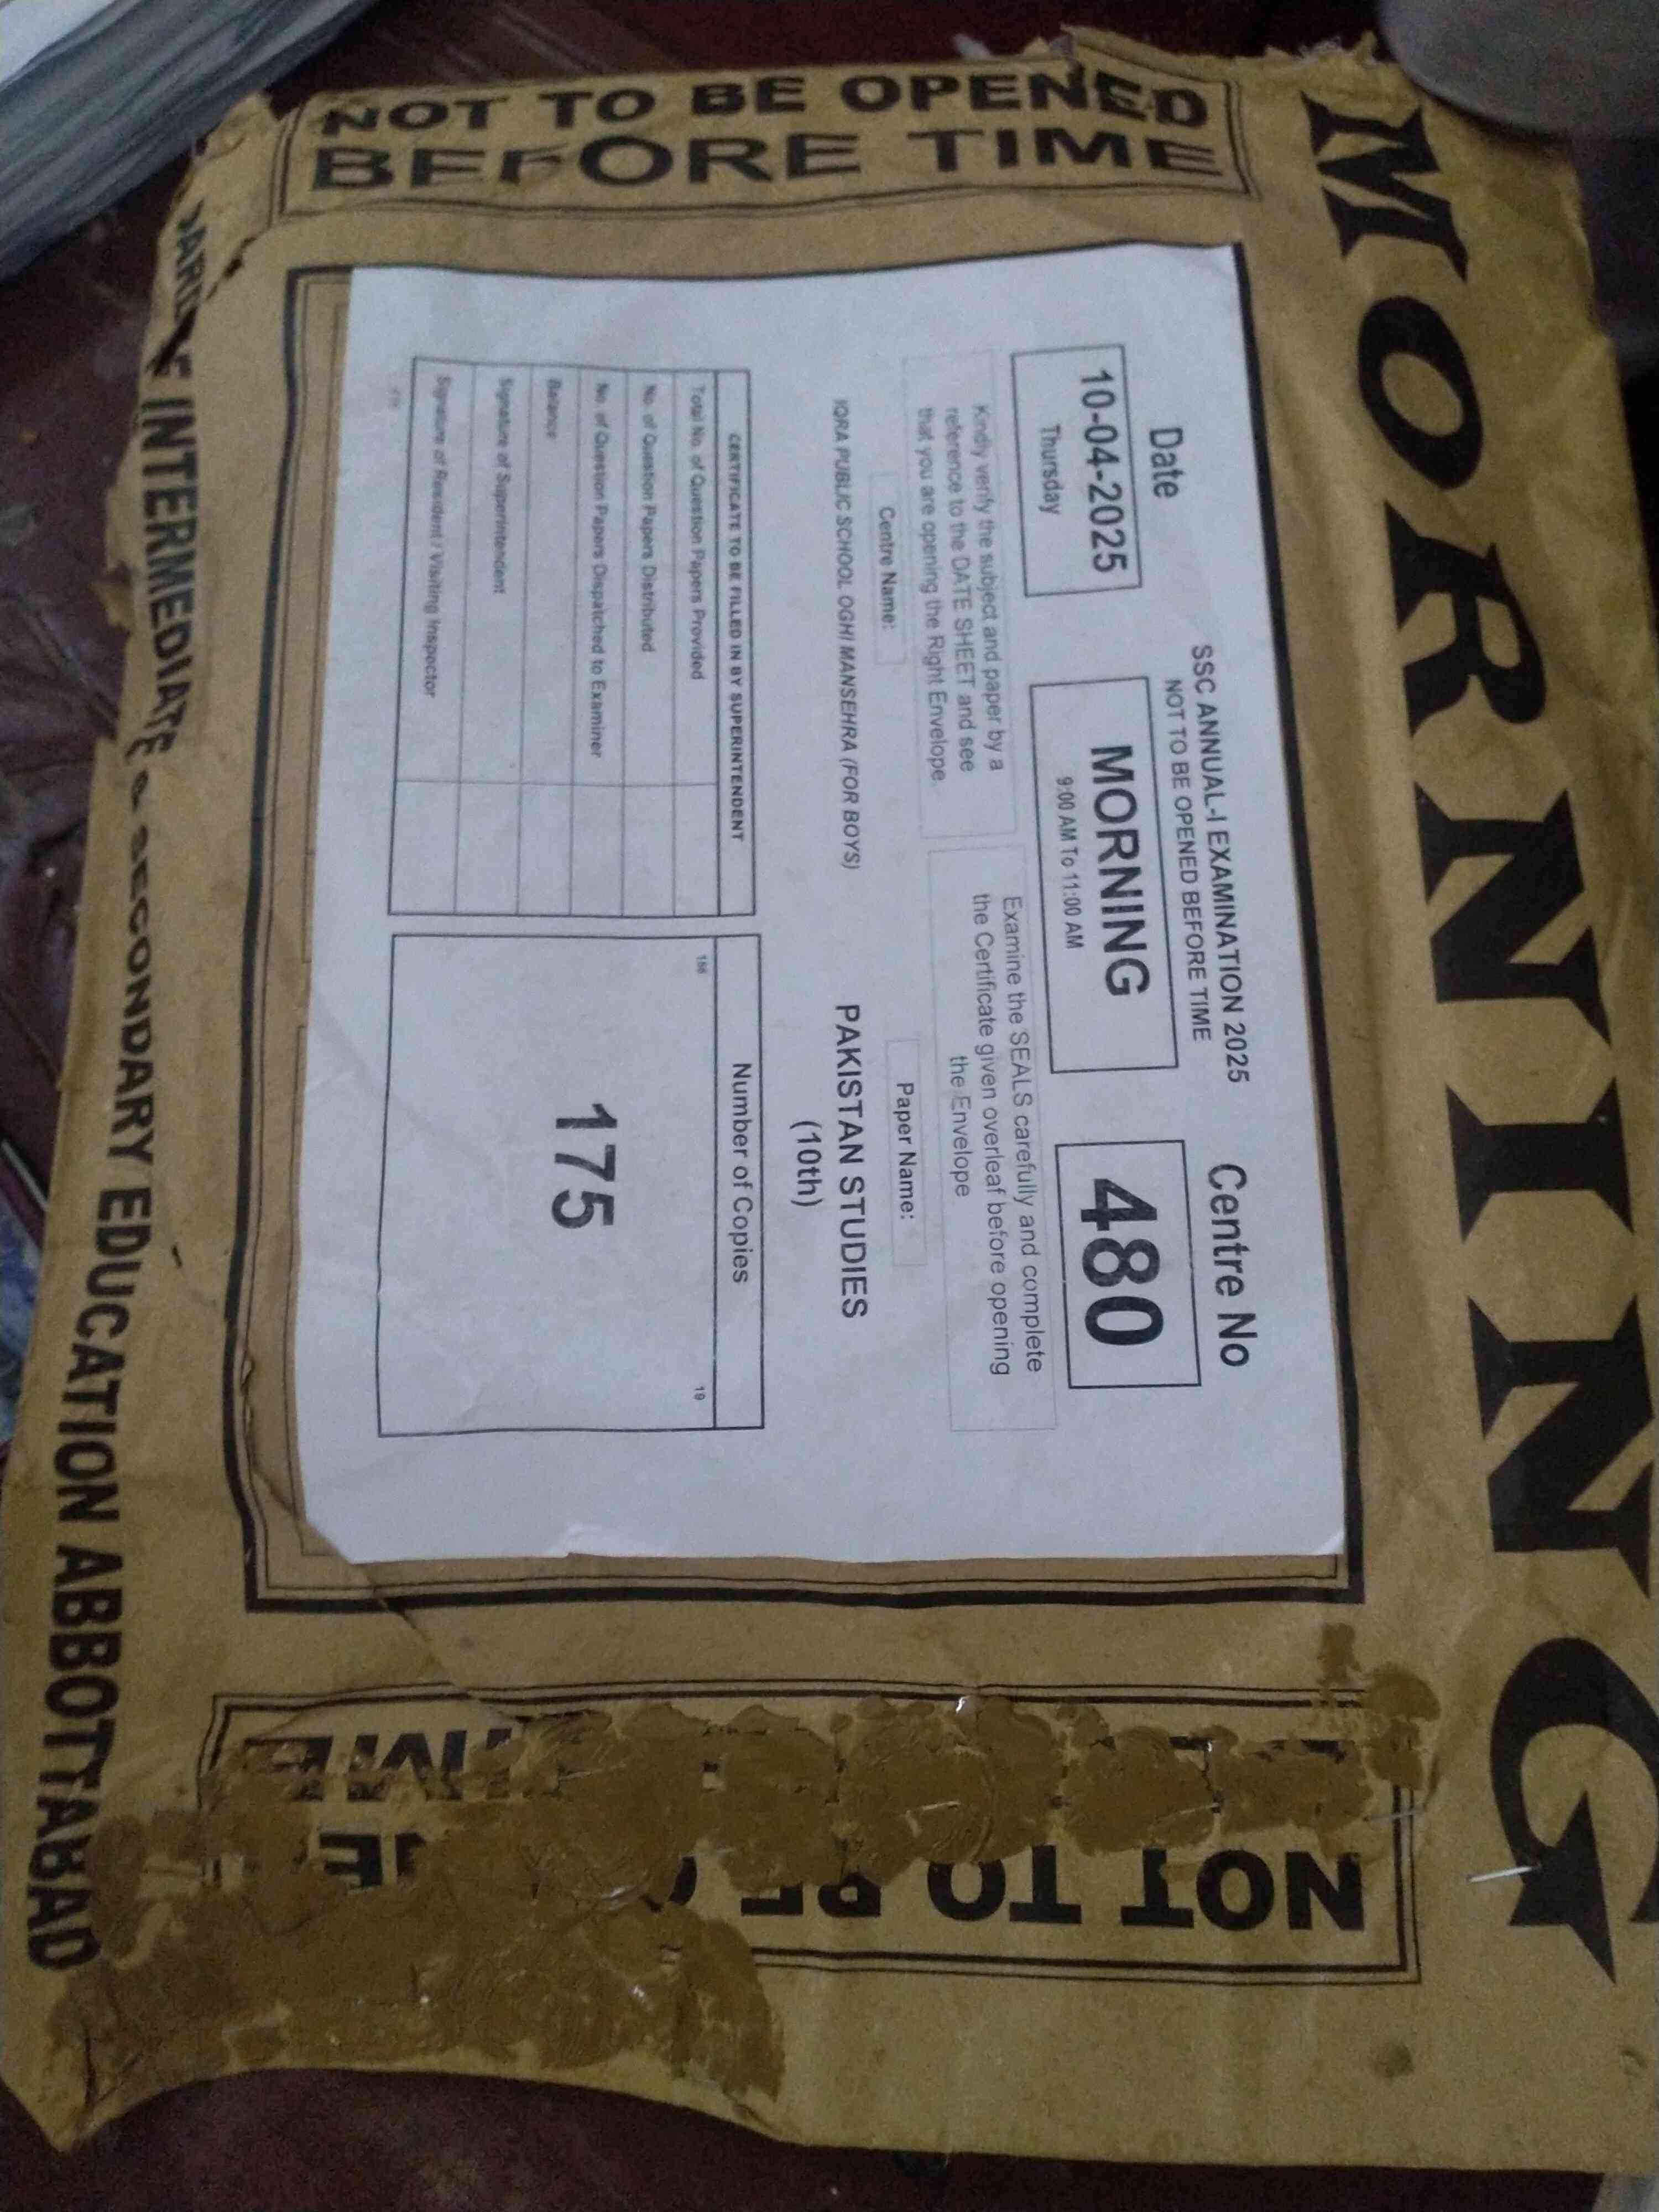 MORNING
NOT TO BE OPENED
BEFORE TIME
SSC ANNUAL-I EXAMINATION 2025
NOT TO BE OPENED BEFORE TIME
Date
10-04-2025
Thursday
MORNING
9:00 AM To 11:00 AM
Centre No
480
Kindly verify the subject and paper by a
reference to the DATE SHEET and see
that you are opening the Right Envelope
Examine the SEALS carefully and complete
the Certificate given overleaf before opening
the Envelope
Centre Name:
IQRA PUBLIC SCHOOL OGHI MANSEHRA (FOR BOYS)
Paper Name:
PAKISTAN STUDIES
(10th)
CERTIFICATE TO BE FILLED IN BY SUPERINTENDENT
Total No. of Question Papers Provided
No. of Question Papers Distributed
No. of Question Papers Dispatched to Examiner
Balance
Signature of Superintendent
Signature of Resident / Visiting Inspector
Number of Copies
19
175
NOT TO
INTERMEDIATE & SECONDARY EDUCATION ABBOTTABAD